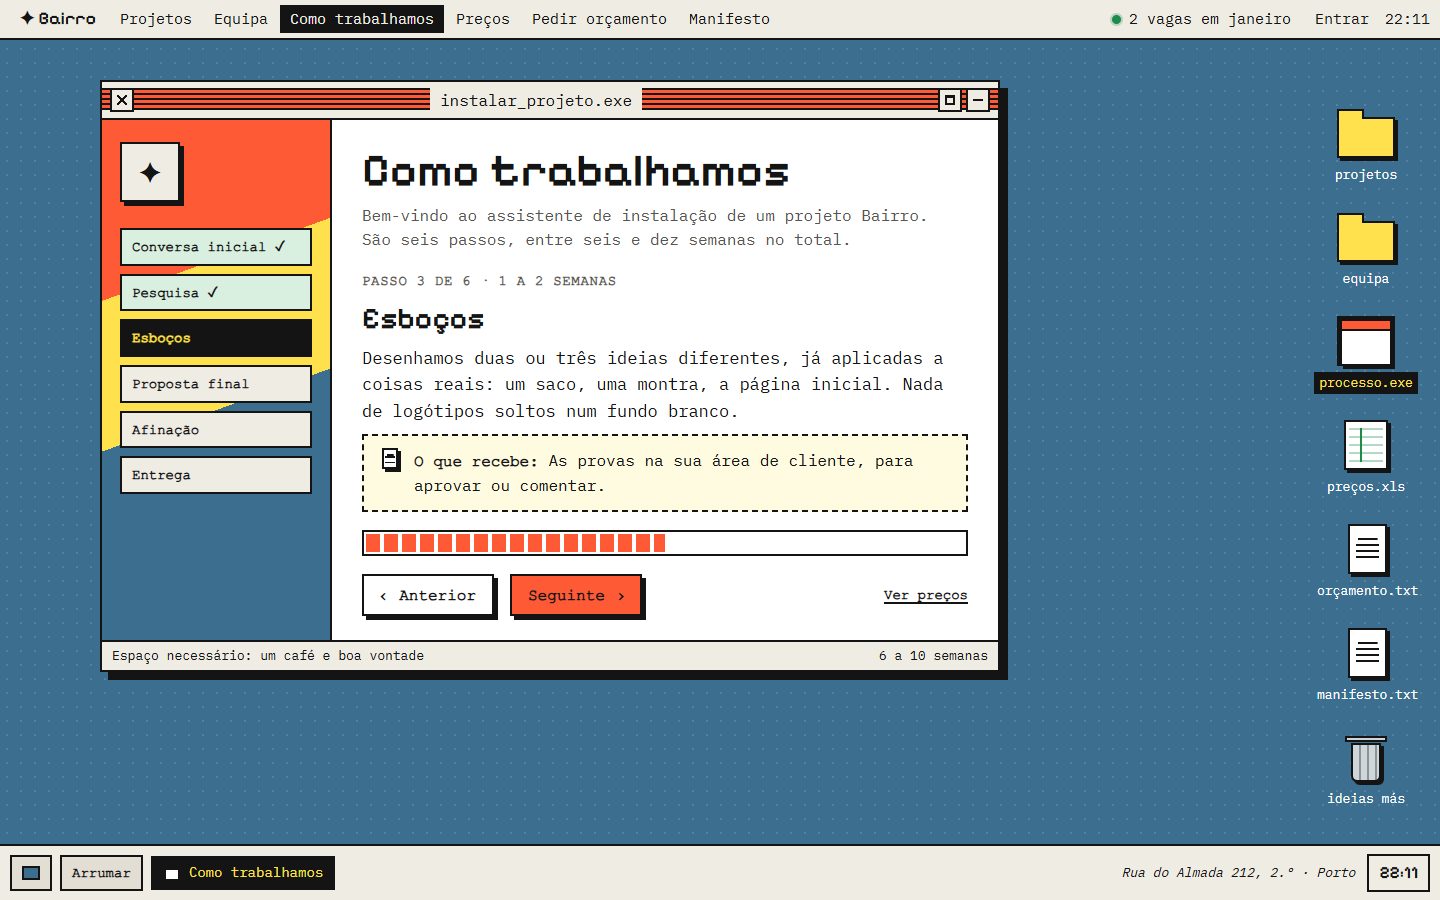 ✦ Bairro Projetos Equipa Como trabalhamos Preços Pedir orçamento Manifesto 2 vagas em janeiro Entrar 22:11
instalar_projeto.exe
Conversa inicial ✓
Pesquisa ✓
Esboços
Proposta final
Afinação
Entrega
Como trabalhamos
Bem-vindo ao assistente de instalação de um projeto Bairro.
São seis passos, entre seis e dez semanas no total.
PASSO 3 DE 6 · 1 A 2 SEMANAS
Esboços
Desenhamos duas ou três ideias diferentes, já aplicadas a
coisas reais: um saco, uma montra, a página inicial. Nada
de logótipos soltos num fundo branco.
O que recebe: As provas na sua área de cliente, para
aprovar ou comentar.
‹ Anterior Seguinte › Ver preços
Espaço necessário: um café e boa vontade 6 a 10 semanas
projetos
equipa
processo.exe
preços.xls
orçamento.txt
manifesto.txt
ideias más
Arrumar Como trabalhamos Rua do Almada 212, 2.º · Porto 22:11